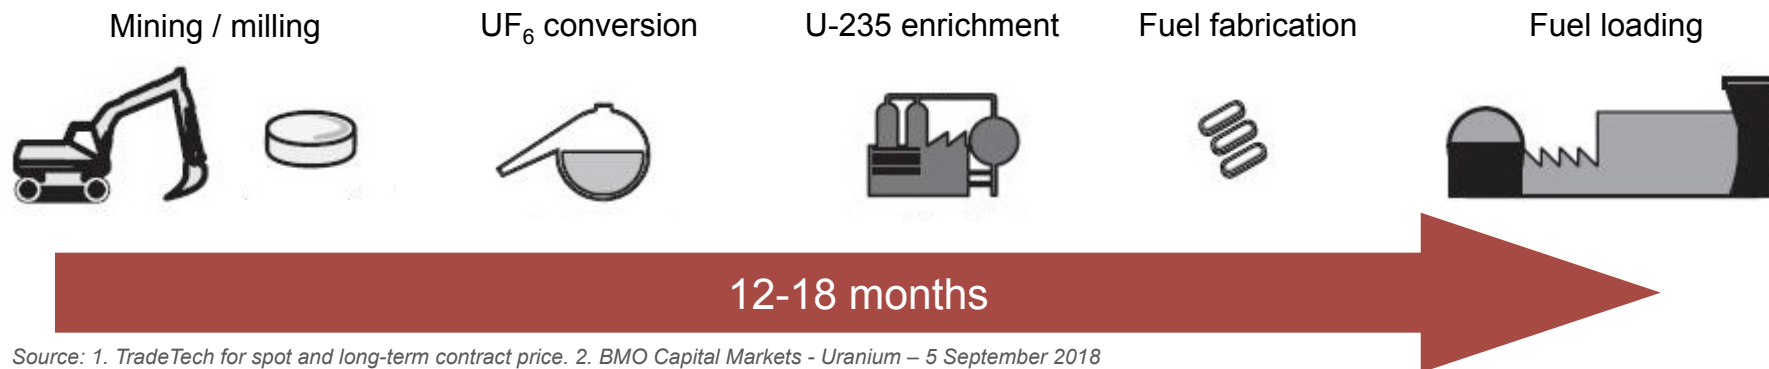 Mining / milling
UF₆ conversion
U-235 enrichment
Fuel fabrication
Fuel loading
12-18 months
Source: 1. TradeTech for spot and long-term contract price. 2. BMO Capital Markets - Uranium – 5 September 2018